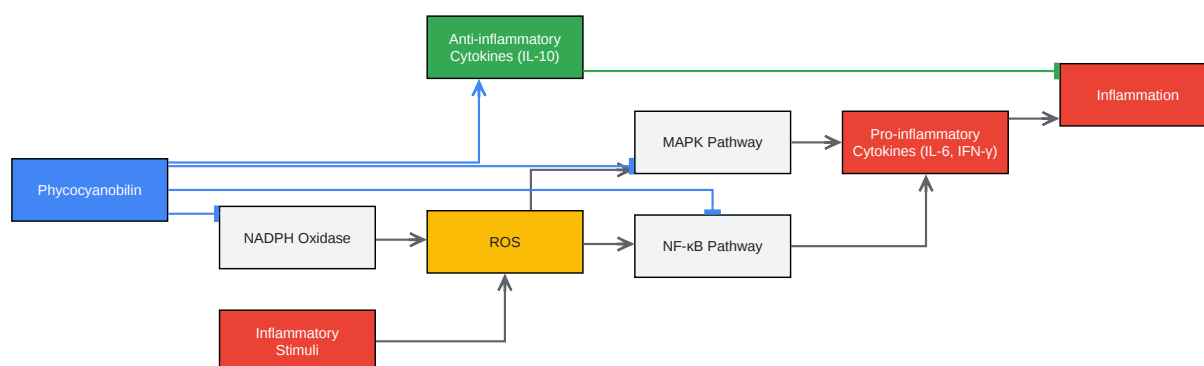 Anti-inflammatory
Cytokines (IL-10)
Inflammation
MAPK Pathway
Pro-inflammatory
Cytokines (IL-6, IFN-γ)
Phycocyanobilin
NADPH Oxidase
ROS
NF-κB Pathway
Inflammatory
Stimuli